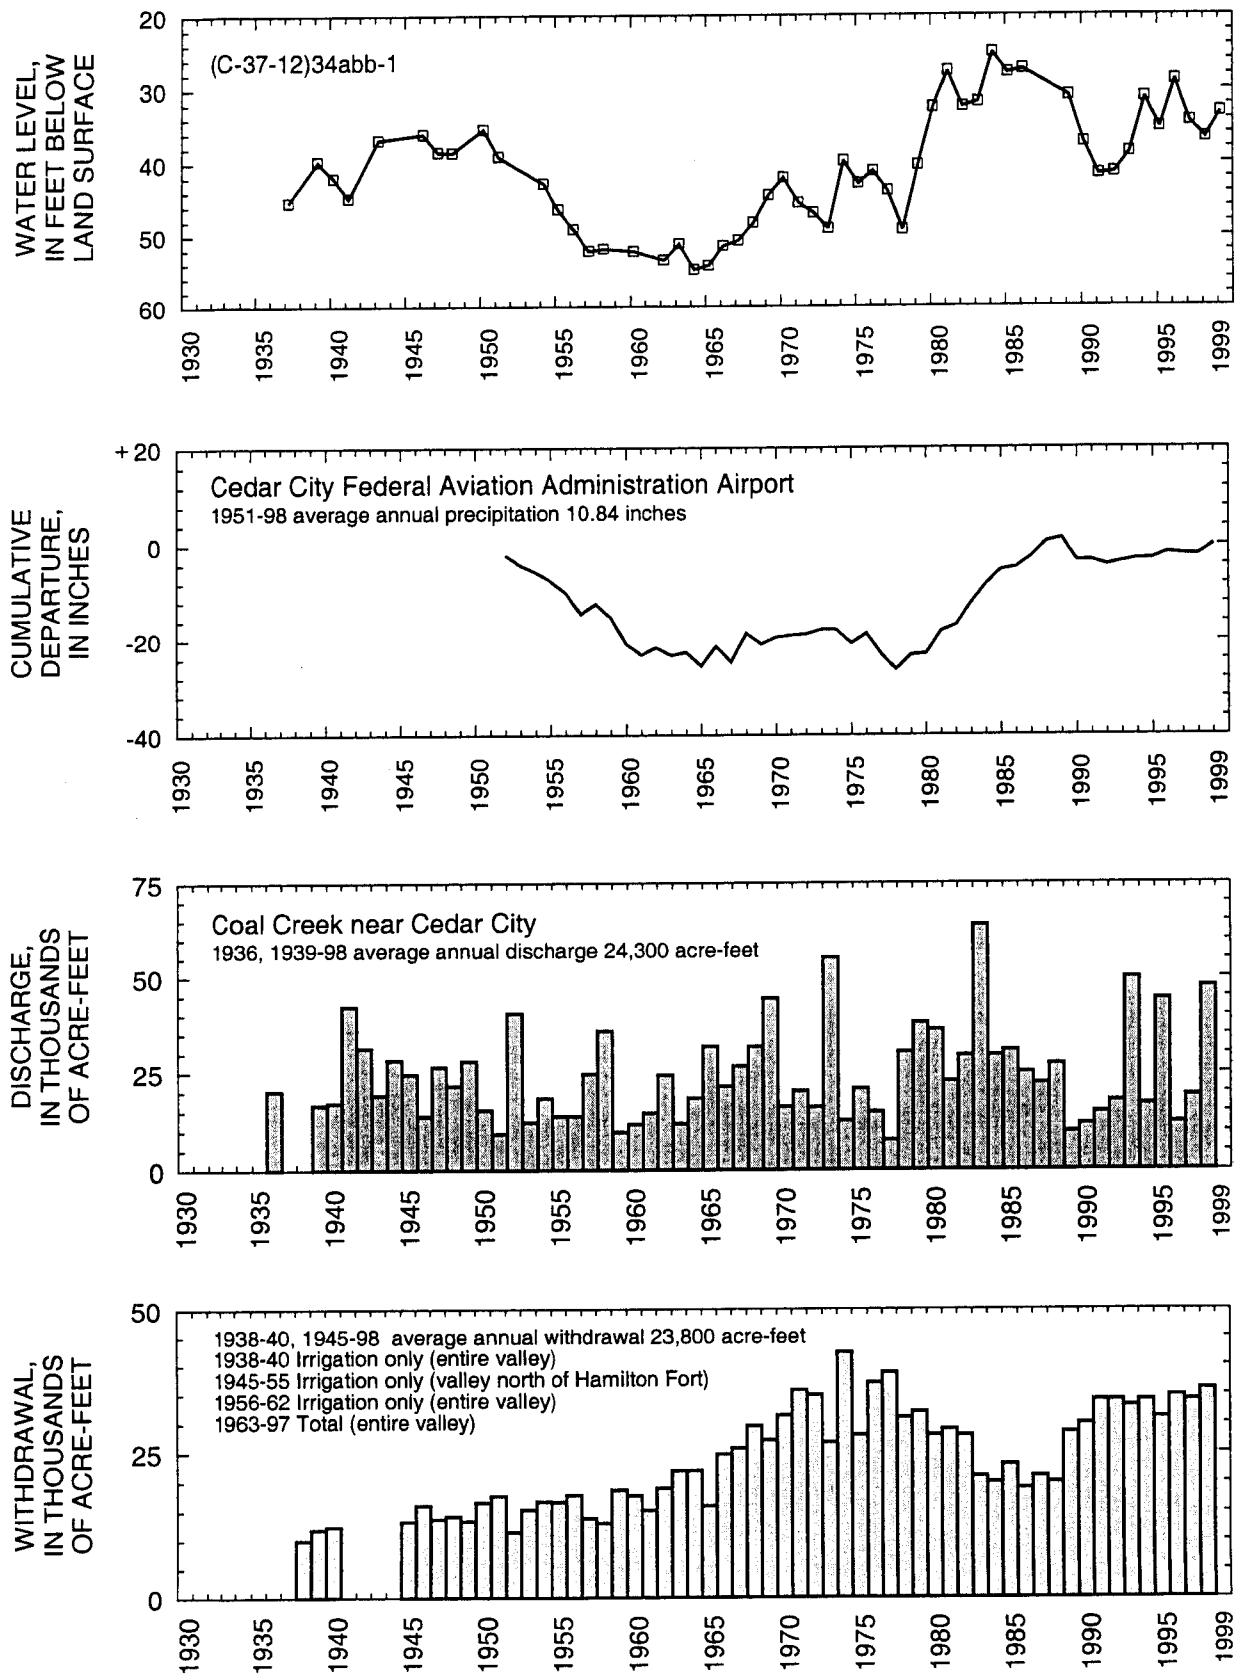 WATER LEVEL,
IN FEET BELOW
LAND SURFACE
20
30
40
50
60
(C-37-12)34abb-1
1930 1935 1940 1945 1950 1955 1960 1965 1970 1975 1980 1985 1990 1995 1999
CUMULATIVE
DEPARTURE,
IN INCHES
+20
0
-20
-40
Cedar City Federal Aviation Administration Airport
1951-98 average annual precipitation 10.84 inches
1930 1935 1940 1945 1950 1955 1960 1965 1970 1975 1980 1985 1990 1995 1999
DISCHARGE,
IN THOUSANDS
OF ACRE-FEET
75
50
25
0
Coal Creek near Cedar City
1936, 1939-98 average annual discharge 24,300 acre-feet
1930 1935 1940 1945 1950 1955 1960 1965 1970 1975 1980 1985 1990 1995 1999
WITHDRAWAL,
IN THOUSANDS
OF ACRE-FEET
50
25
0
1938-40, 1945-98 average annual withdrawal 23,800 acre-feet
1938-40 Irrigation only (entire valley)
1945-55 Irrigation only (valley north of Hamilton Fort)
1956-62 Irrigation only (entire valley)
1963-97 Total (entire valley)
1930 1935 1940 1945 1950 1955 1960 1965 1970 1975 1980 1985 1990 1995 1999